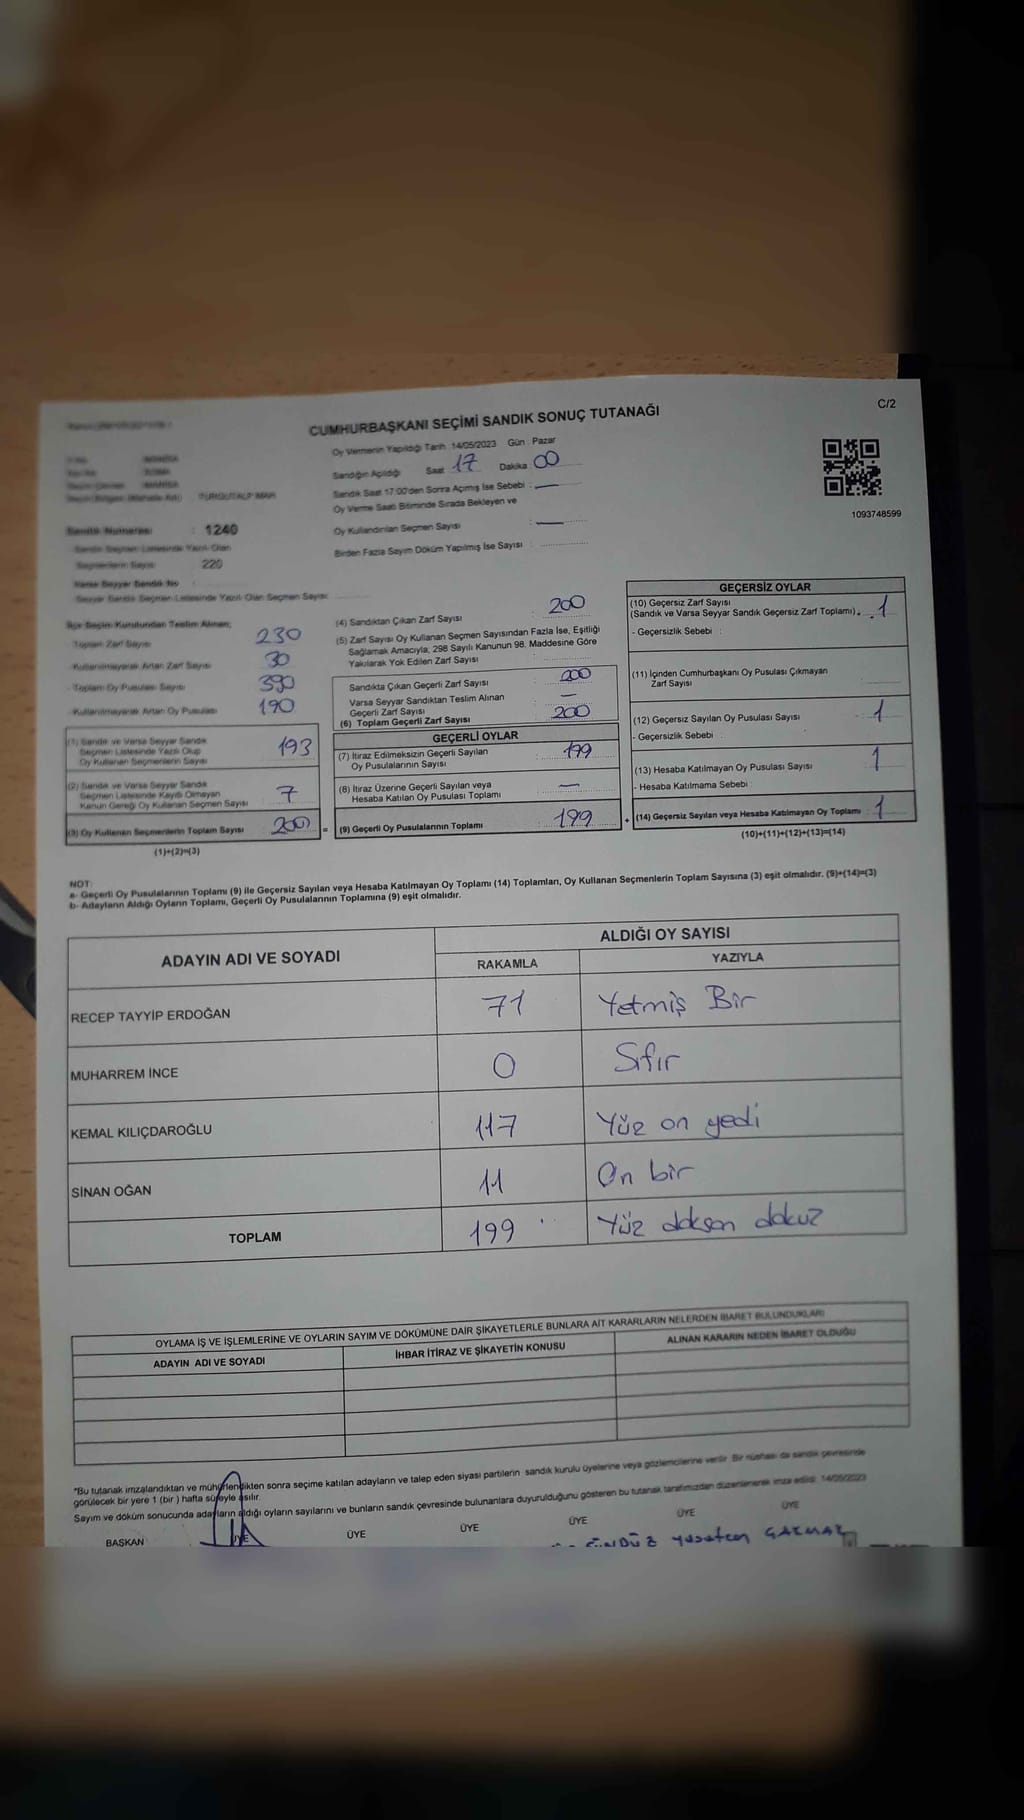 C/2
CUMHURBAŞKANI SEÇİMİ SANDIK SONUÇ TUTANAĞI
Oy Vermenin Yapıldığı Tarih: 14/05/2023 Gün: Pazar
Sandığın Açıldığı Saat 17 Dakika 00
Sandık Saat 17:00'den Sonra Açılmış İse Sebebi : —
Oy Verme Saati Bitiminde Sırada Bekleyen ve
Oy Kullandırılan Seçmen Sayısı —
Birden Fazla Sayım Döküm Yapılmış İse Sayısı
1093748599
MANİSA
SOMA
MANİSA
TURGUTALP MAH.
Sandık Numarası : 1240
Sandık Seçmen Listesinde Yazılı Olan
Seçmenlerin Sayısı 220
Varsa Seyyar Sandık No
Seyyar Sandık Seçmen Listesinde Yazılı Olan Seçmen Sayısı:
İlçe Seçim Kurulundan Teslim Alınan;
Toplam Zarf Sayısı 230
Kullanılmayarak Artan Zarf Sayısı 30
Toplam Oy Pusulası Sayısı 390
Kullanılmayarak Artan Oy Pusulası 190
(1) Sandık ve Varsa Seyyar Sandık
Seçmen Listesinde Yazılı Olup
Oy Kullanan Seçmenlerin Sayısı 193
(2) Sandık ve Varsa Seyyar Sandık
Seçmen Listesinde Kayıtlı Olmayan
Kanun Gereği Oy Kullanan Seçmen Sayısı 7
(3) Oy Kullanan Seçmenlerin Toplam Sayısı 200 =
(1)+(2)=(3)
(4) Sandıktan Çıkan Zarf Sayısı : 200
(5) Zarf Sayısı Oy Kullanan Seçmen Sayısından Fazla İse, Eşitliği
Sağlamak Amacıyla; 298 Sayılı Kanunun 98. Maddesine Göre
Yakılarak Yok Edilen Zarf Sayısı
Sandıkta Çıkan Geçerli Zarf Sayısı : 200
Varsa Seyyar Sandıktan Teslim Alınan
Geçerli Zarf Sayısı : —
(6) Toplam Geçerli Zarf Sayısı : 200
GEÇERLİ OYLAR
(7) İtiraz Edilmeksizin Geçerli Sayılan
Oy Pusulalarının Sayısı : 199
(8) İtiraz Üzerine Geçerli Sayılan veya
Hesaba Katılan Oy Pusulası Toplamı : —
(9) Geçerli Oy Pusulalarının Toplamı : 199 +
GEÇERSİZ OYLAR
(10) Geçersiz Zarf Sayısı
(Sandık ve Varsa Seyyar Sandık Geçersiz Zarf Toplamı) : 1
- Geçersizlik Sebebi :
(11) İçinden Cumhurbaşkanı Oy Pusulası Çıkmayan
Zarf Sayısı
(12) Geçersiz Sayılan Oy Pusulası Sayısı : 1
- Geçersizlik Sebebi :
(13) Hesaba Katılmayan Oy Pusulası Sayısı : 1
- Hesaba Katılmama Sebebi
(14) Geçersiz Sayılan veya Hesaba Katılmayan Oy Toplamı : 1
(10)+(11)+(12)+(13)=(14)
NOT:
a- Geçerli Oy Pusulalarının Toplamı (9) ile Geçersiz Sayılan veya Hesaba Katılmayan Oy Toplamı (14) Toplamları, Oy Kullanan Seçmenlerin Toplam Sayısına (3) eşit olmalıdır. (9)+(14)=(3)
b- Adayların Aldığı Oyların Toplamı, Geçerli Oy Pusulalarının Toplamına (9) eşit olmalıdır.
ADAYIN ADI VE SOYADI ALDIĞI OY SAYISI
RAKAMLA YAZIYLA
RECEP TAYYİP ERDOĞAN 71 Yetmiş Bir
MUHARREM İNCE 0 Sıfır
KEMAL KILIÇDAROĞLU 117 Yüz on yedi
SİNAN OĞAN 11 On bir
TOPLAM 199 Yüz doksan dokuz
OYLAMA İŞ VE İŞLEMLERİNE VE OYLARIN SAYIM VE DÖKÜMÜNE DAİR ŞİKAYETLERLE BUNLARA AİT KARARLARIN NELERDEN İBARET BULUNDUKLARI
ADAYIN ADI VE SOYADI İHBAR İTİRAZ VE ŞİKAYETİN KONUSU ALINAN KARARIN NEDEN İBARET OLDUĞU
"Bu tutanak imzalandıktan ve mühürlendikten sonra seçime katılan adayların ve talep eden siyasi partilerin sandık kurulu üyelerine veya gözlemcilerine verilir. Bir nüshası da sandık çevresinde
görülecek bir yere 1 (bir) hafta süreyle asılır.
Sayım ve döküm sonucunda adayların aldığı oyların sayılarını ve bunların sandık çevresinde bulunanlara duyurulduğunu gösteren bu tutanak tarafımızdan düzenlenerek imza edildi. 14/05/2023
BAŞKAN ÜYE ÜYE ÜYE ÜYE ÜYE ÜYE